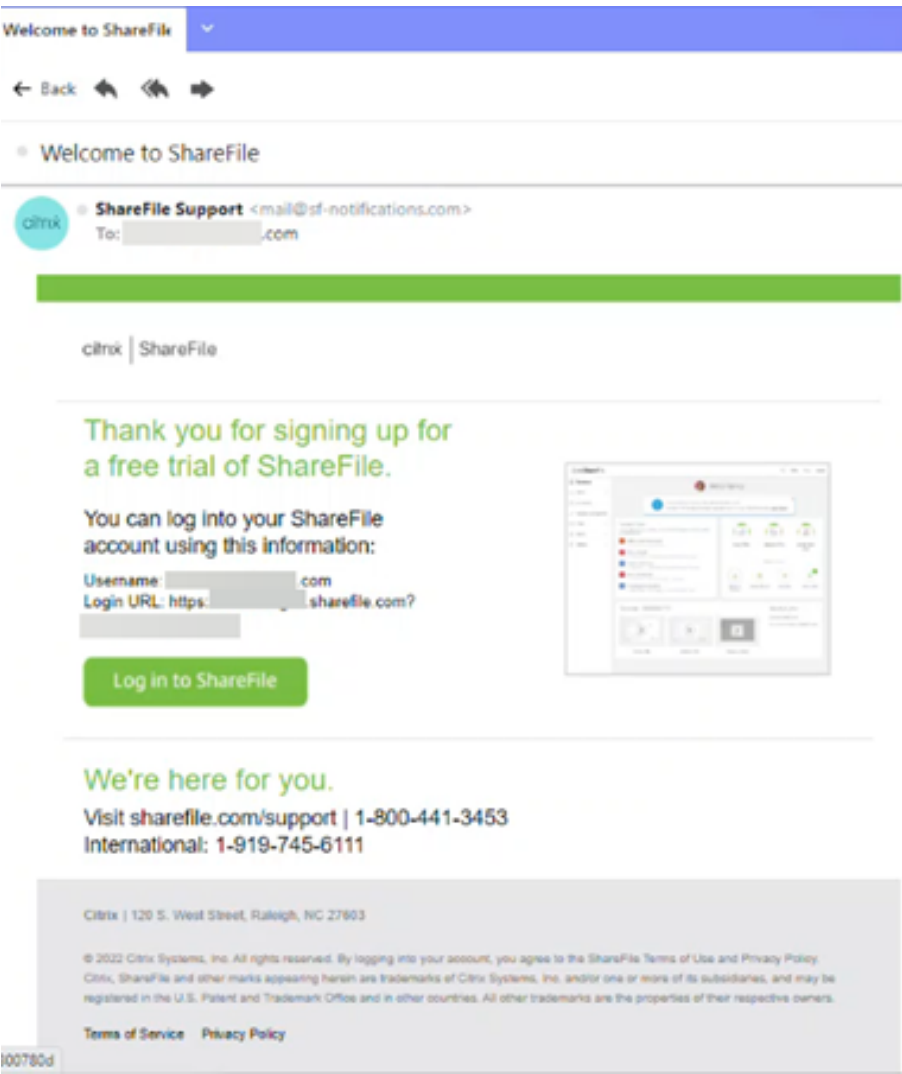 Welcome to ShareFile
← Back
Welcome to ShareFile
citrix
ShareFile Support <mail@sf-notifications.com>
To: .com
citrix | ShareFile
Thank you for signing up for
a free trial of ShareFile.
You can log into your ShareFile
account using this information:
Username: .com
Login URL: https: .sharefile.com?
Log in to ShareFile
We're here for you.
Visit sharefile.com/support | 1-800-441-3453
International: 1-919-745-6111
Citrix | 120 S. West Street, Raleigh, NC 27603
© 2022 Citrix Systems, Inc. All rights reserved. By logging into your account, you agree to the ShareFile Terms of Use and Privacy Policy.
Citrix, ShareFile and other marks appearing herein are trademarks of Citrix Systems, Inc. and/or one or more of its subsidiaries, and may be
registered in the U.S. Patent and Trademark Office and in other countries. All other trademarks are the properties of their respective owners.
Terms of Service Privacy Policy
300780d